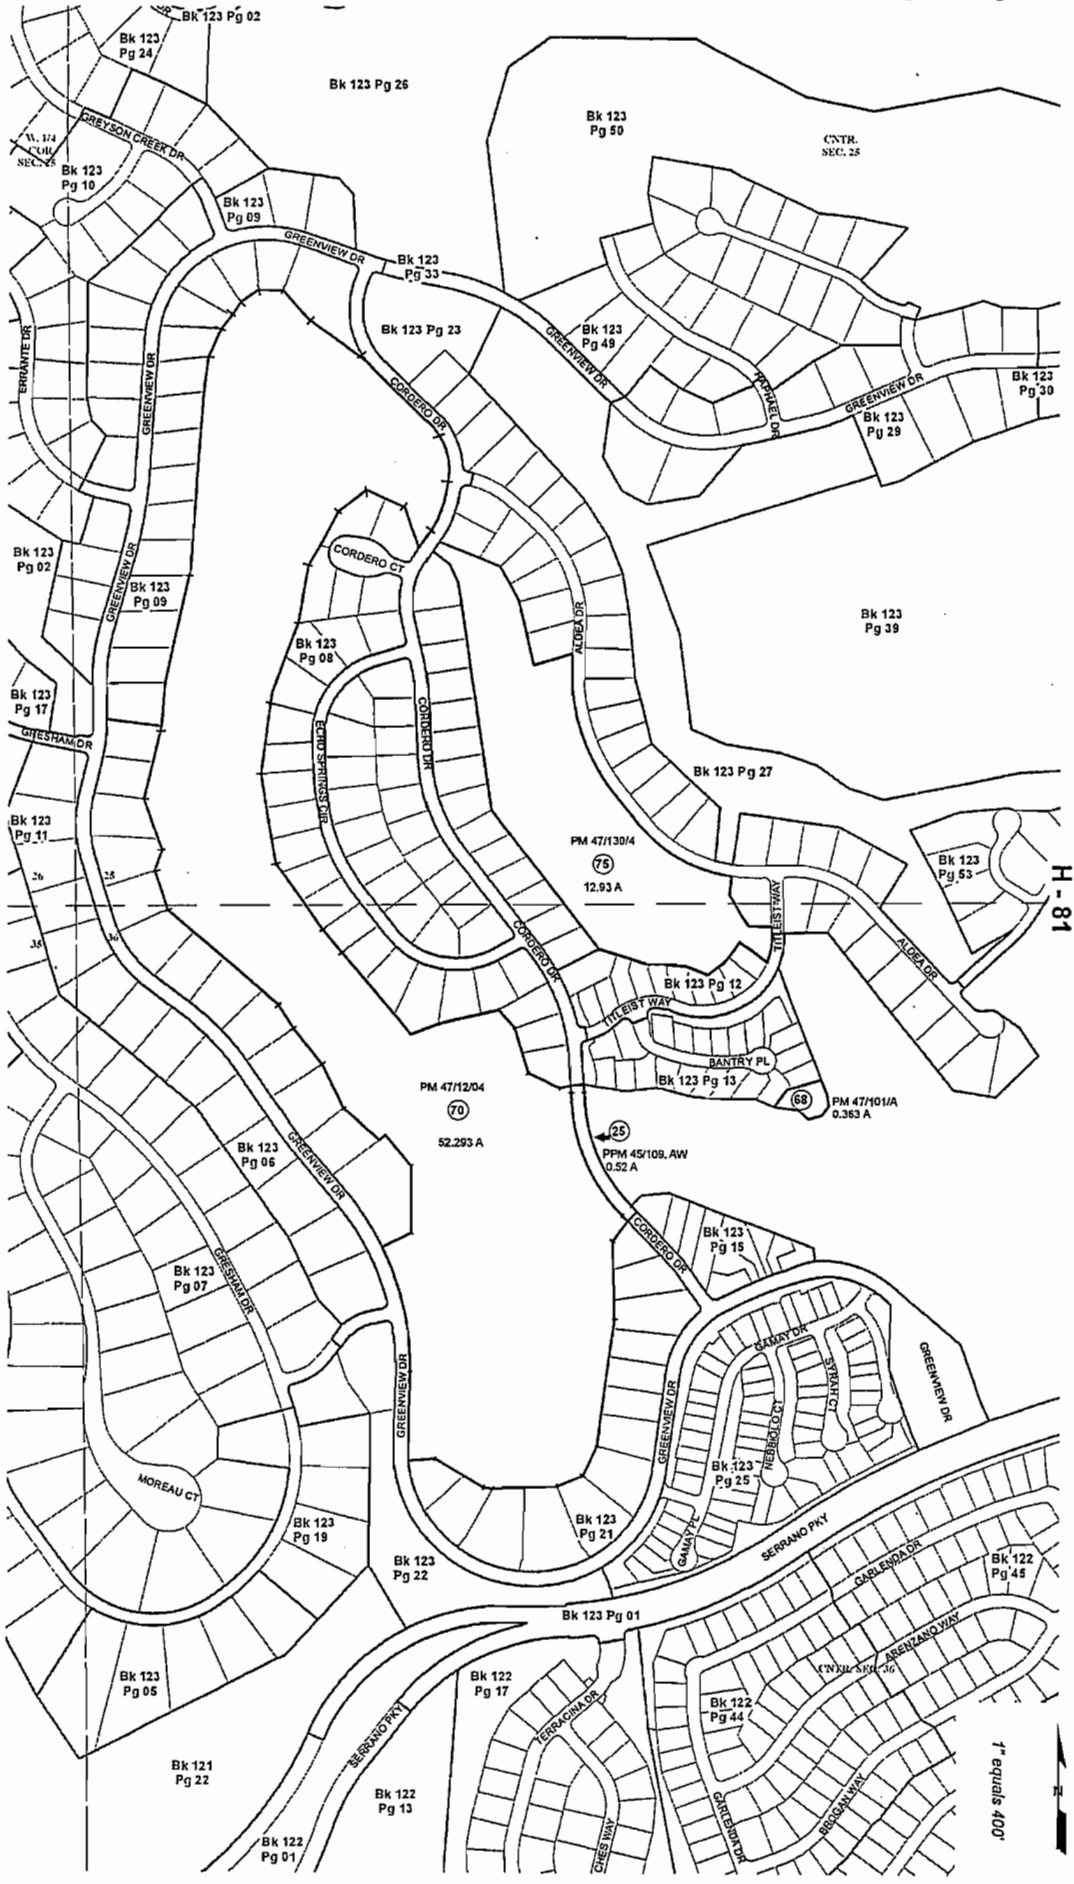 Bk 123 Pg 02
Bk 123
Pg 24
Bk 123 Pg 26
Bk 123
Pg 50
CNTR.
SEC. 25
GREYSON CREEK DR
W. 1/4
COR
SEC. 25
Bk 123
Pg 10
Bk 123
Pg 09
GREENVIEW DR
Bk 123
Pg 33
Bk 123 Pg 23
GREENVIEW DR
Bk 123
Pg 49
RAPHAEL DR
GREENVIEW DR
Bk 123
Pg 30
Bk 123
Pg 29
ERRANTE DR
GREENVIEW DR
CORDERO DR
CORDERO CT
Bk 123
Pg 02
GREENVIEW DR
Bk 123
Pg 09
ALDEA DR
Bk 123
Pg 39
Bk 123
Pg 08
Bk 123
Pg 17
GRESHAM DR
ECHO SPRINGS CIR
CORDERO DR
Bk 123 Pg 27
Bk 123
Pg 11
PM 47/130/4
75
12.93 A
Bk 123
Pg 53
H - 81
26
25
35
36
TITLEIST WAY
CORDERO DR
ALDEA DR
Bk 123 Pg 12
TITLEIST WAY
BANTRY PL
Bk 123 Pg 13
PM 47/12/04
70
52.293 A
68
PM 47/101/A
0.363 A
25
PPM 45/109, AW
0.52 A
Bk 123
Pg 06
GREENVIEW DR
CORDERO DR
Bk 123
Pg 15
Bk 123
Pg 07
GRESHAM DR
GAMAY DR
SYRAH CT
GREENVIEW DR
GREENVIEW DR
GREENVIEW DR
NEBBIOLO CT
Bk 123
Pg 25
MOREAU CT
Bk 123
Pg 19
Bk 123
Pg 21
GAMAY PL
SERRANO PKY
Bk 123
Pg 22
GARLENDA DR
Bk 122
Pg 45
Bk 123 Pg 01
ARENZANO WAY
CNTR. SEC. 36
Bk 123
Pg 05
Bk 122
Pg 17
Bk 122
Pg 44
TERRACINA DR
SERRANO PKY
Bk 121
Pg 22
Bk 122
Pg 13
GARLENDA DR
BROGAN WAY
CHES WAY
Bk 122
Pg 01
N
1" equals 400'